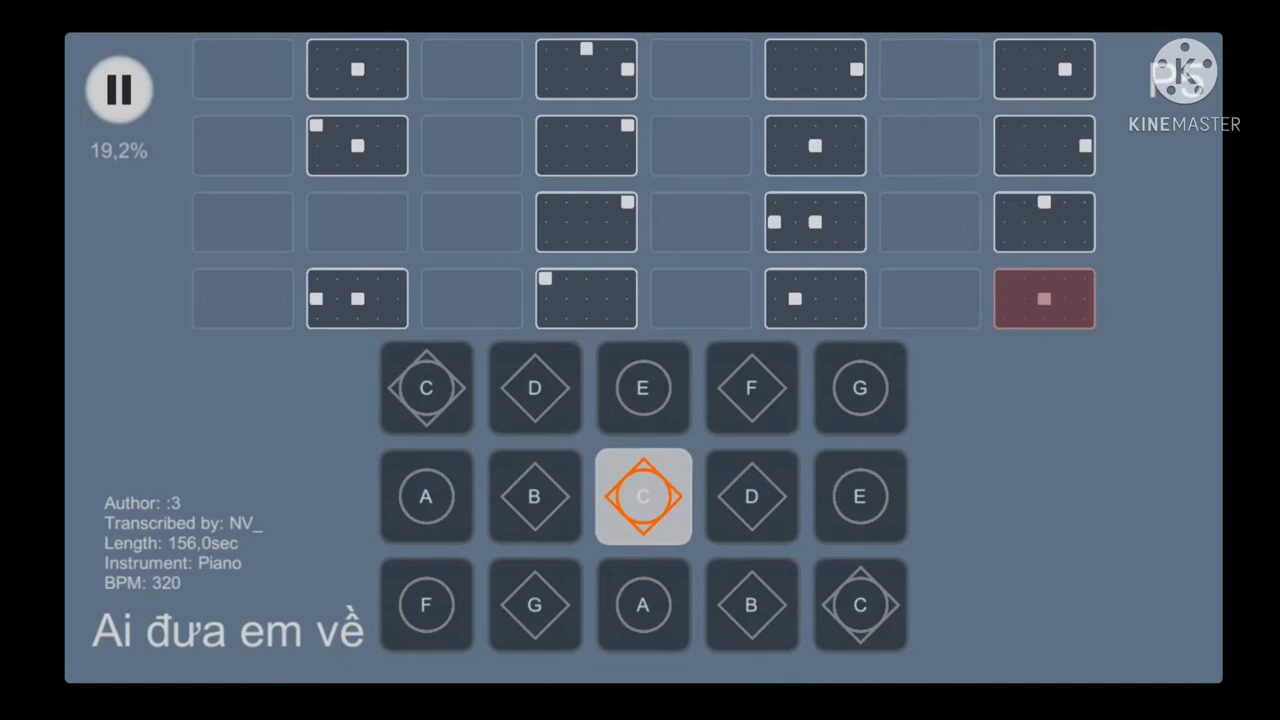 PS
K
KINEMASTER
19,2%
C D E F G
A B C D E
F G A B C
Author: :3
Transcribed by: NV_
Length: 156,0sec
Instrument: Piano
BPM: 320
Ai đưa em về